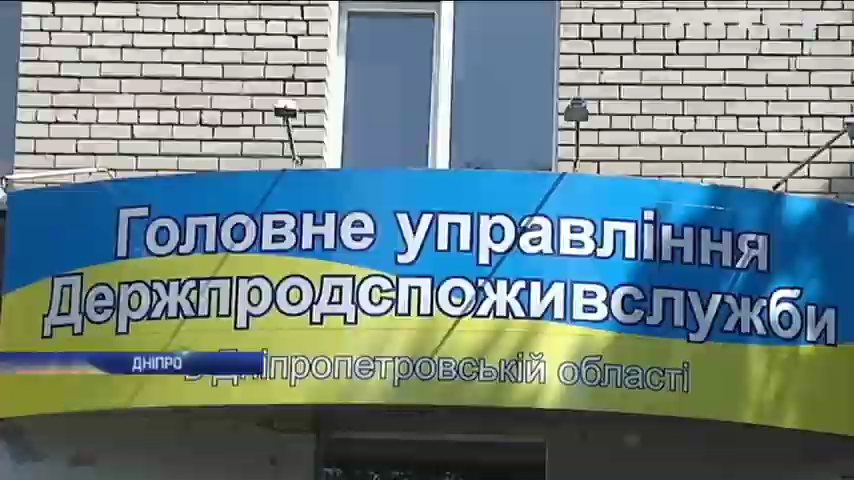 Головне управління
Держпродспоживслужби
в Дніпропетровській області
ДНІПРО